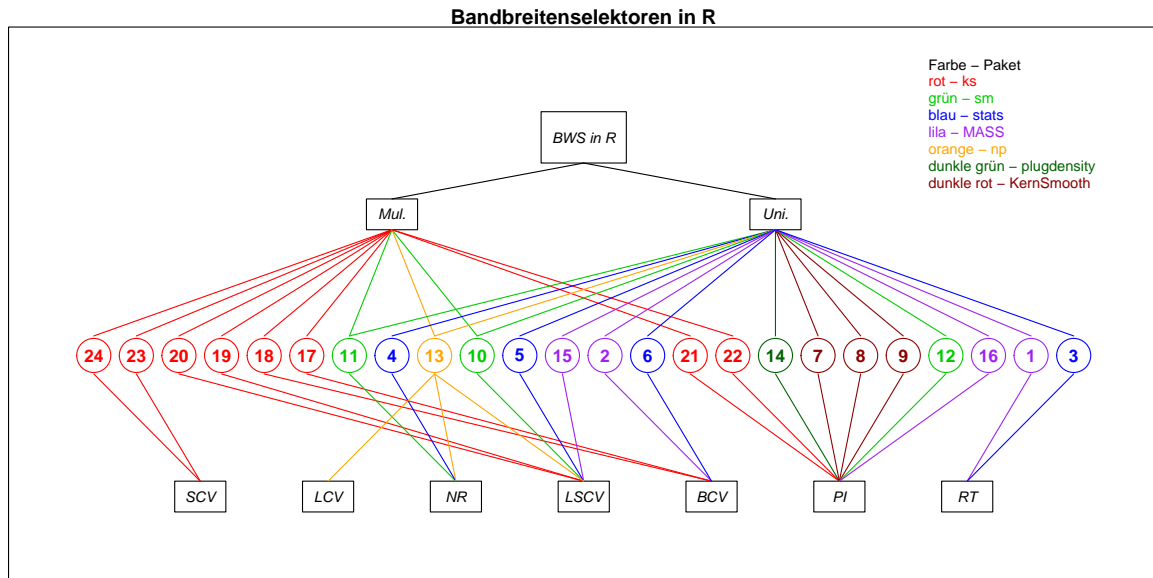 Bandbreitenselektoren in R
Farbe – Paket
rot – ks
grün – sm
blau – stats
lila – MASS
orange – np
dunkle grün – plugdensity
dunkle rot – KernSmooth
BWS in R
Mul. Uni.
24 23 20 19 18 17 11 4 13 10 5 15 2 6 21 22 14 7 8 9 12 16 1 3
SCV LCV NR LSCV BCV PI RT